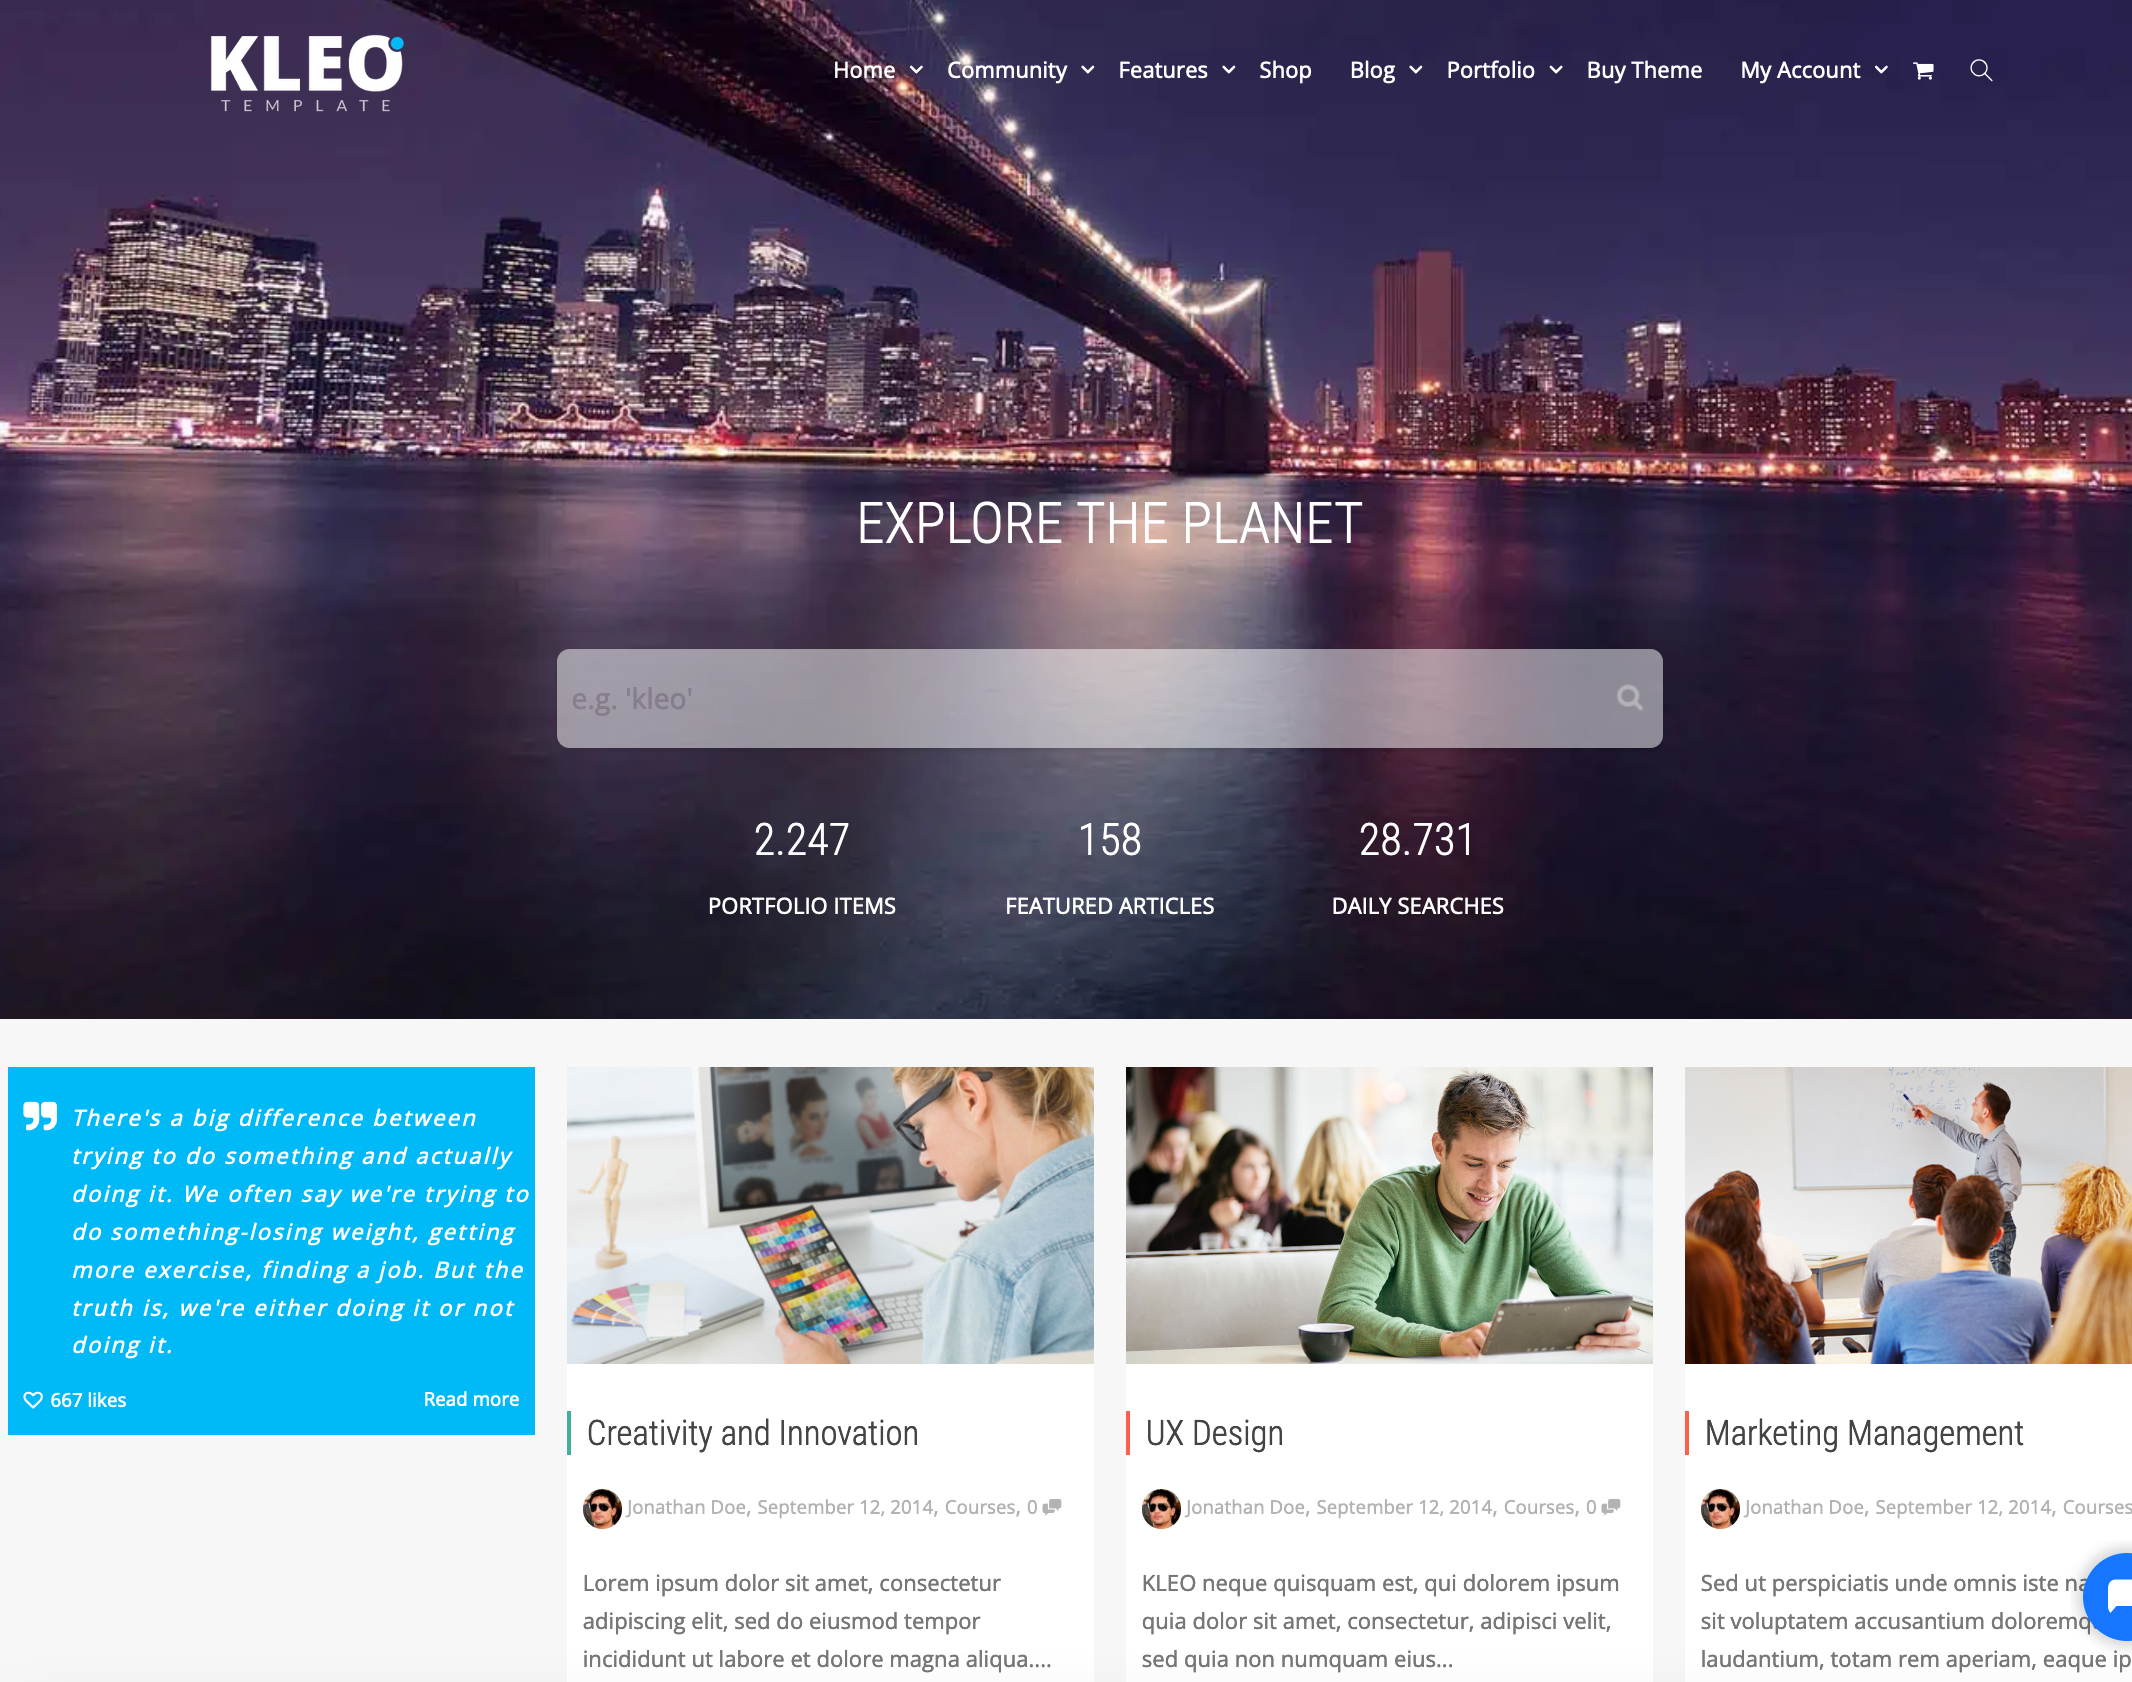 KLEO
TEMPLATE
Home Community Features Shop Blog Portfolio Buy Theme My Account
EXPLORE THE PLANET
e.g. 'kleo'
2.247 158 28.731
PORTFOLIO ITEMS FEATURED ARTICLES DAILY SEARCHES
There's a big difference between
trying to do something and actually
doing it. We often say we're trying to
do something-losing weight, getting
more exercise, finding a job. But the
truth is, we're either doing it or not
doing it.
667 likes Read more
Creativity and Innovation
Jonathan Doe, September 12, 2014, Courses, 0
Lorem ipsum dolor sit amet, consectetur
adipiscing elit, sed do eiusmod tempor
incididunt ut labore et dolore magna aliqua....
UX Design
Jonathan Doe, September 12, 2014, Courses, 0
KLEO neque quisquam est, qui dolorem ipsum
quia dolor sit amet, consectetur, adipisci velit,
sed quia non numquam eius...
Marketing Management
Jonathan Doe, September 12, 2014, Courses
Sed ut perspiciatis unde omnis iste
sit voluptatem accusantium
laudantium, totam rem aperiam, eaque